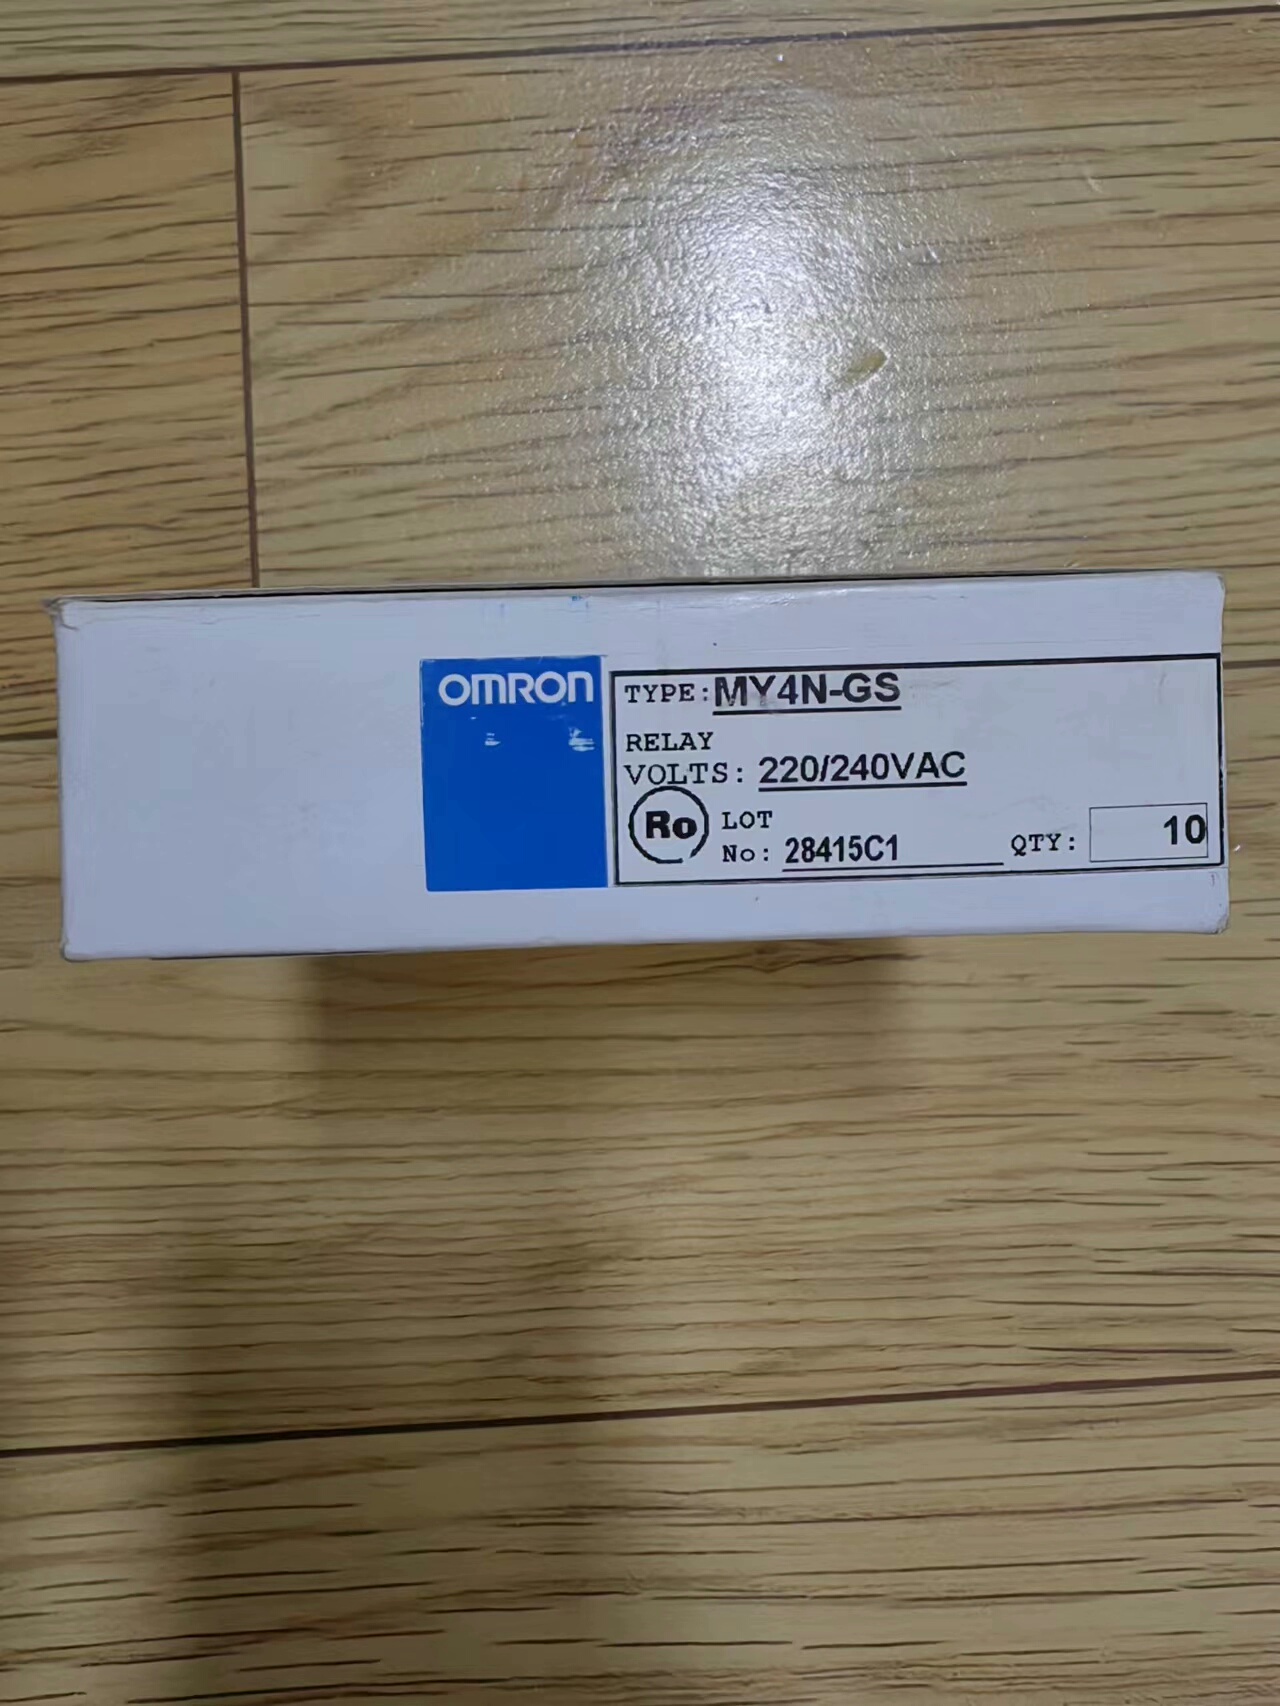 OMRON
TYPE: MY4N-GS
RELAY
VOLTS: 220/240VAC
Ro
LOT
No: 28415C1
QTY: 10